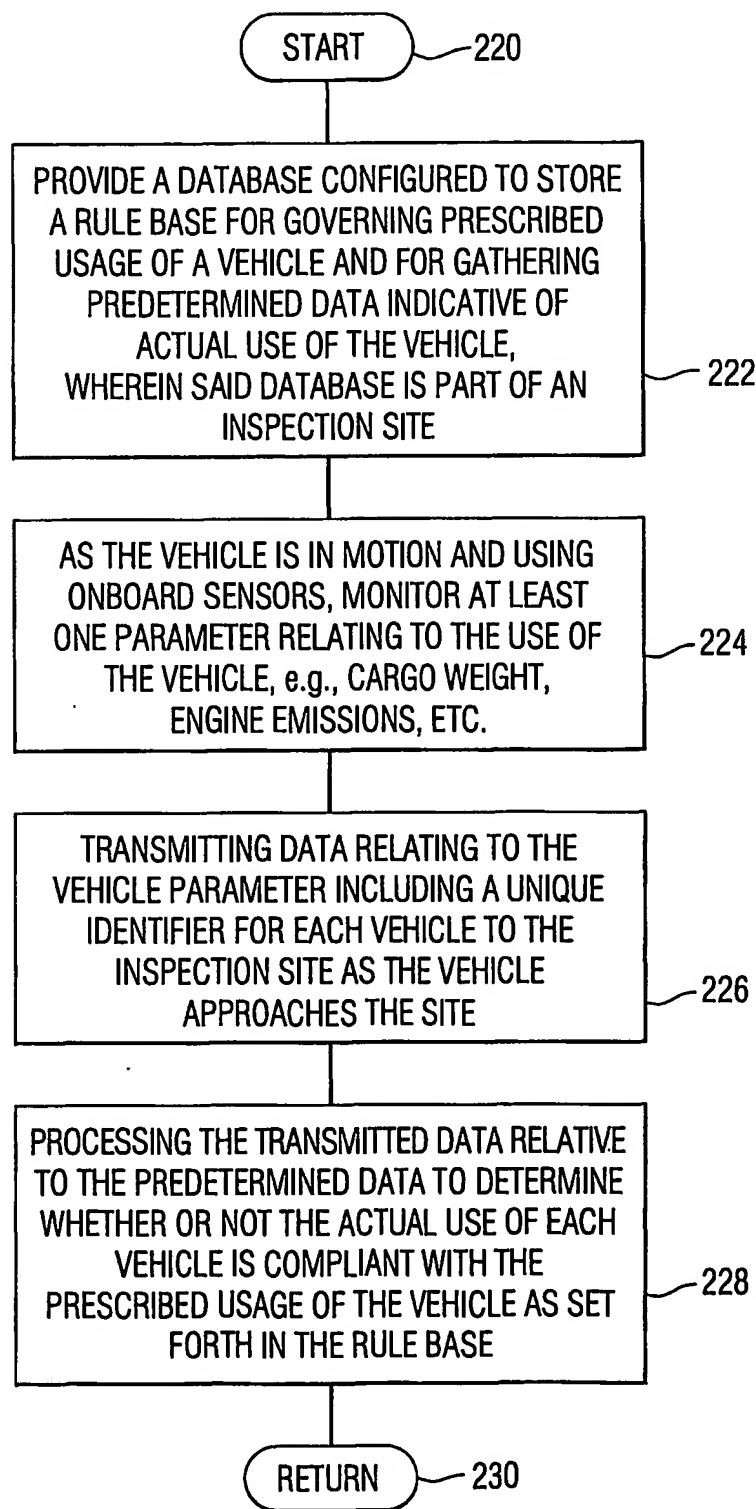 START
220
PROVIDE A DATABASE CONFIGURED TO STORE
A RULE BASE FOR GOVERNING PRESCRIBED
USAGE OF A VEHICLE AND FOR GATHERING
PREDETERMINED DATA INDICATIVE OF
ACTUAL USE OF THE VEHICLE,
WHEREIN SAID DATABASE IS PART OF AN
INSPECTION SITE
222
AS THE VEHICLE IS IN MOTION AND USING
ONBOARD SENSORS, MONITOR AT LEAST
ONE PARAMETER RELATING TO THE USE OF
THE VEHICLE, e.g., CARGO WEIGHT,
ENGINE EMISSIONS, ETC.
224
TRANSMITTING DATA RELATING TO THE
VEHICLE PARAMETER INCLUDING A UNIQUE
IDENTIFIER FOR EACH VEHICLE TO THE
INSPECTION SITE AS THE VEHICLE
APPROACHES THE SITE
226
PROCESSING THE TRANSMITTED DATA RELATIVE
TO THE PREDETERMINED DATA TO DETERMINE
WHETHER OR NOT THE ACTUAL USE OF EACH
VEHICLE IS COMPLIANT WITH THE
PRESCRIBED USAGE OF THE VEHICLE AS SET
FORTH IN THE RULE BASE
228
RETURN
230